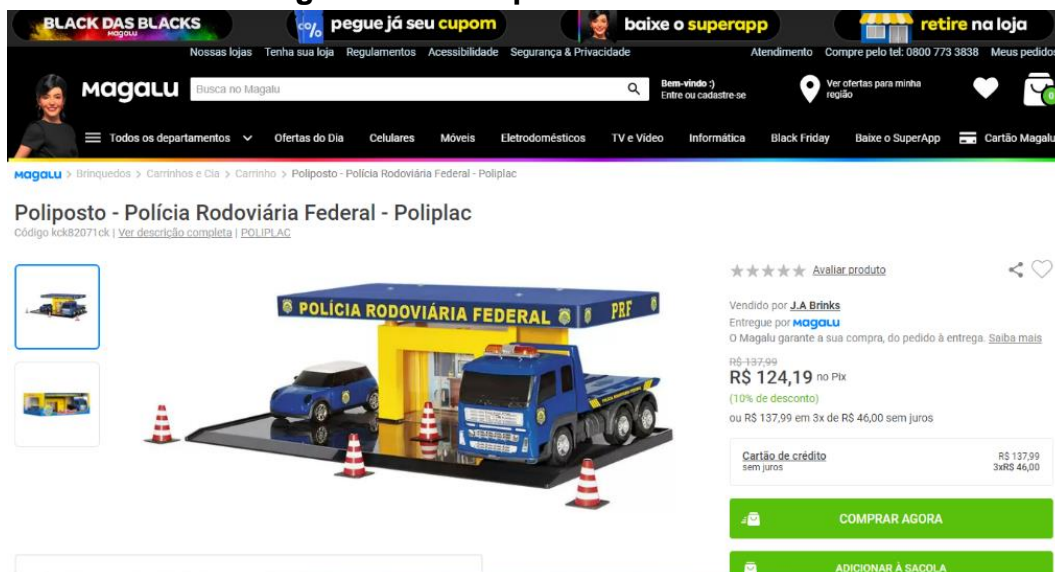 BLACK DAS BLACKS
MAGALU
pegue já seu cupom
baixe o superapp
retire na loja
Nossas lojas Tenha sua loja Regulamentos Acessibilidade Segurança & Privacidade Atendimento Compre pelo tel: 0800 773 3838 Meus pedidos
Magalu
Busca no Magalu
Bem-vindo :)
Entre ou cadastre-se
Ver ofertas para minha
região
0
Todos os departamentos Ofertas do Dia Celulares Móveis Eletrodomésticos TV e Vídeo Informática Black Friday Baixe o SuperApp Cartão Magalu
Magalu > Brinquedos > Carrinhos e Cia > Carrinho > Poliposto - Polícia Rodoviária Federal - Poliplac
Poliposto - Polícia Rodoviária Federal - Poliplac
Código kck82071ck | Ver descrição completa | POLIPLAC
POLÍCIA RODOVIÁRIA FEDERAL PRF
Avaliar produto
Vendido por J.A Brinks
Entregue por Magalu
O Magalu garante a sua compra, do pedido à entrega. Saiba mais
R$ 137,99
R$ 124,19 no Pix
(10% de desconto)
ou R$ 137,99 em 3x de R$ 46,00 sem juros
Cartão de crédito R$ 137,99
sem juros 3xR$ 46,00
COMPRAR AGORA
ADICIONAR À SACOLA